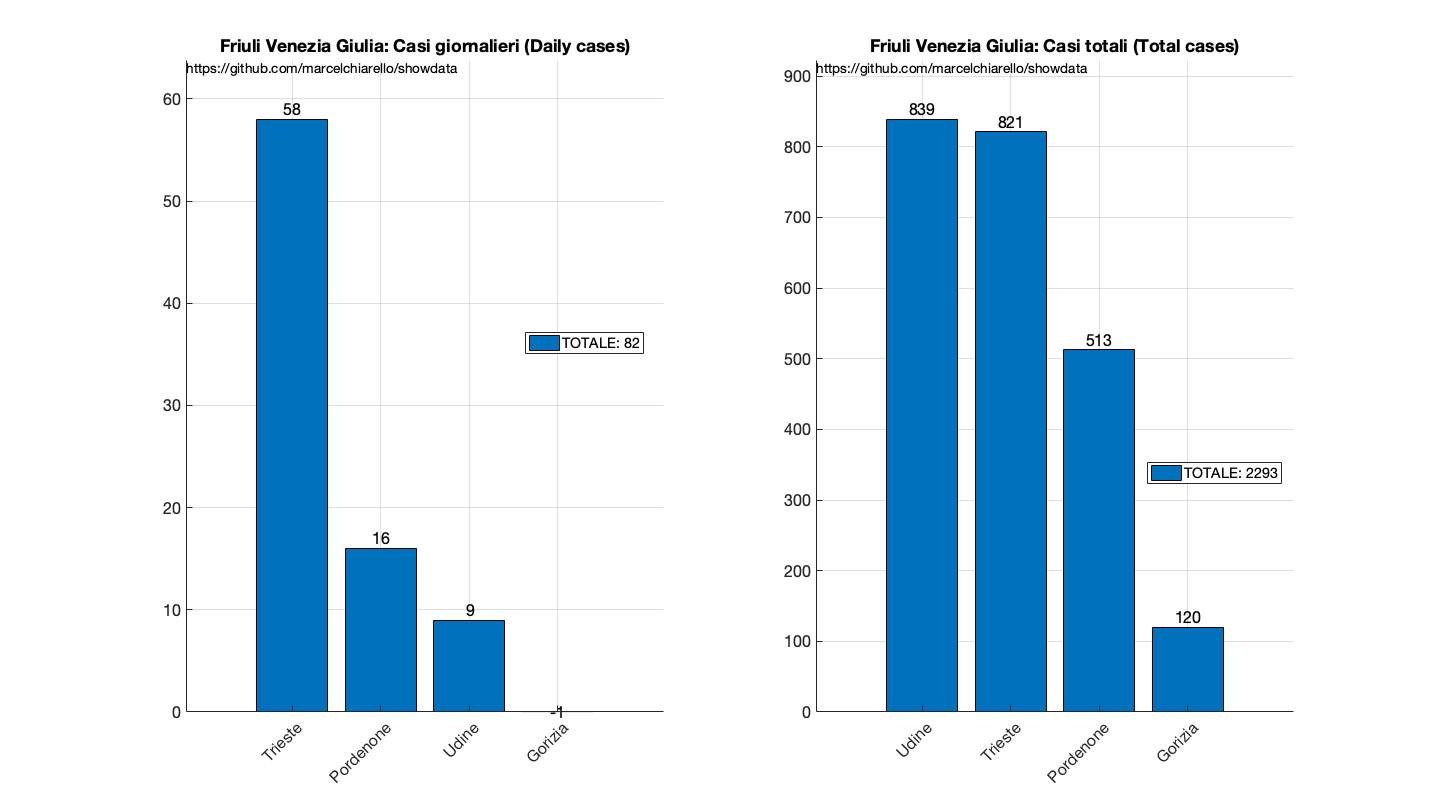 Friuli Venezia Giulia: Casi giornalieri (Daily cases)
https://github.com/marcelchiarello/showdata
60
50
40
30
20
10
0
58
16
9
-1
TOTALE: 82
Trieste
Pordenone
Udine
Gorizia
Friuli Venezia Giulia: Casi totali (Total cases)
https://github.com/marcelchiarello/showdata
900
800
700
600
500
400
300
200
100
0
839
821
513
120
TOTALE: 2293
Udine
Trieste
Pordenone
Gorizia